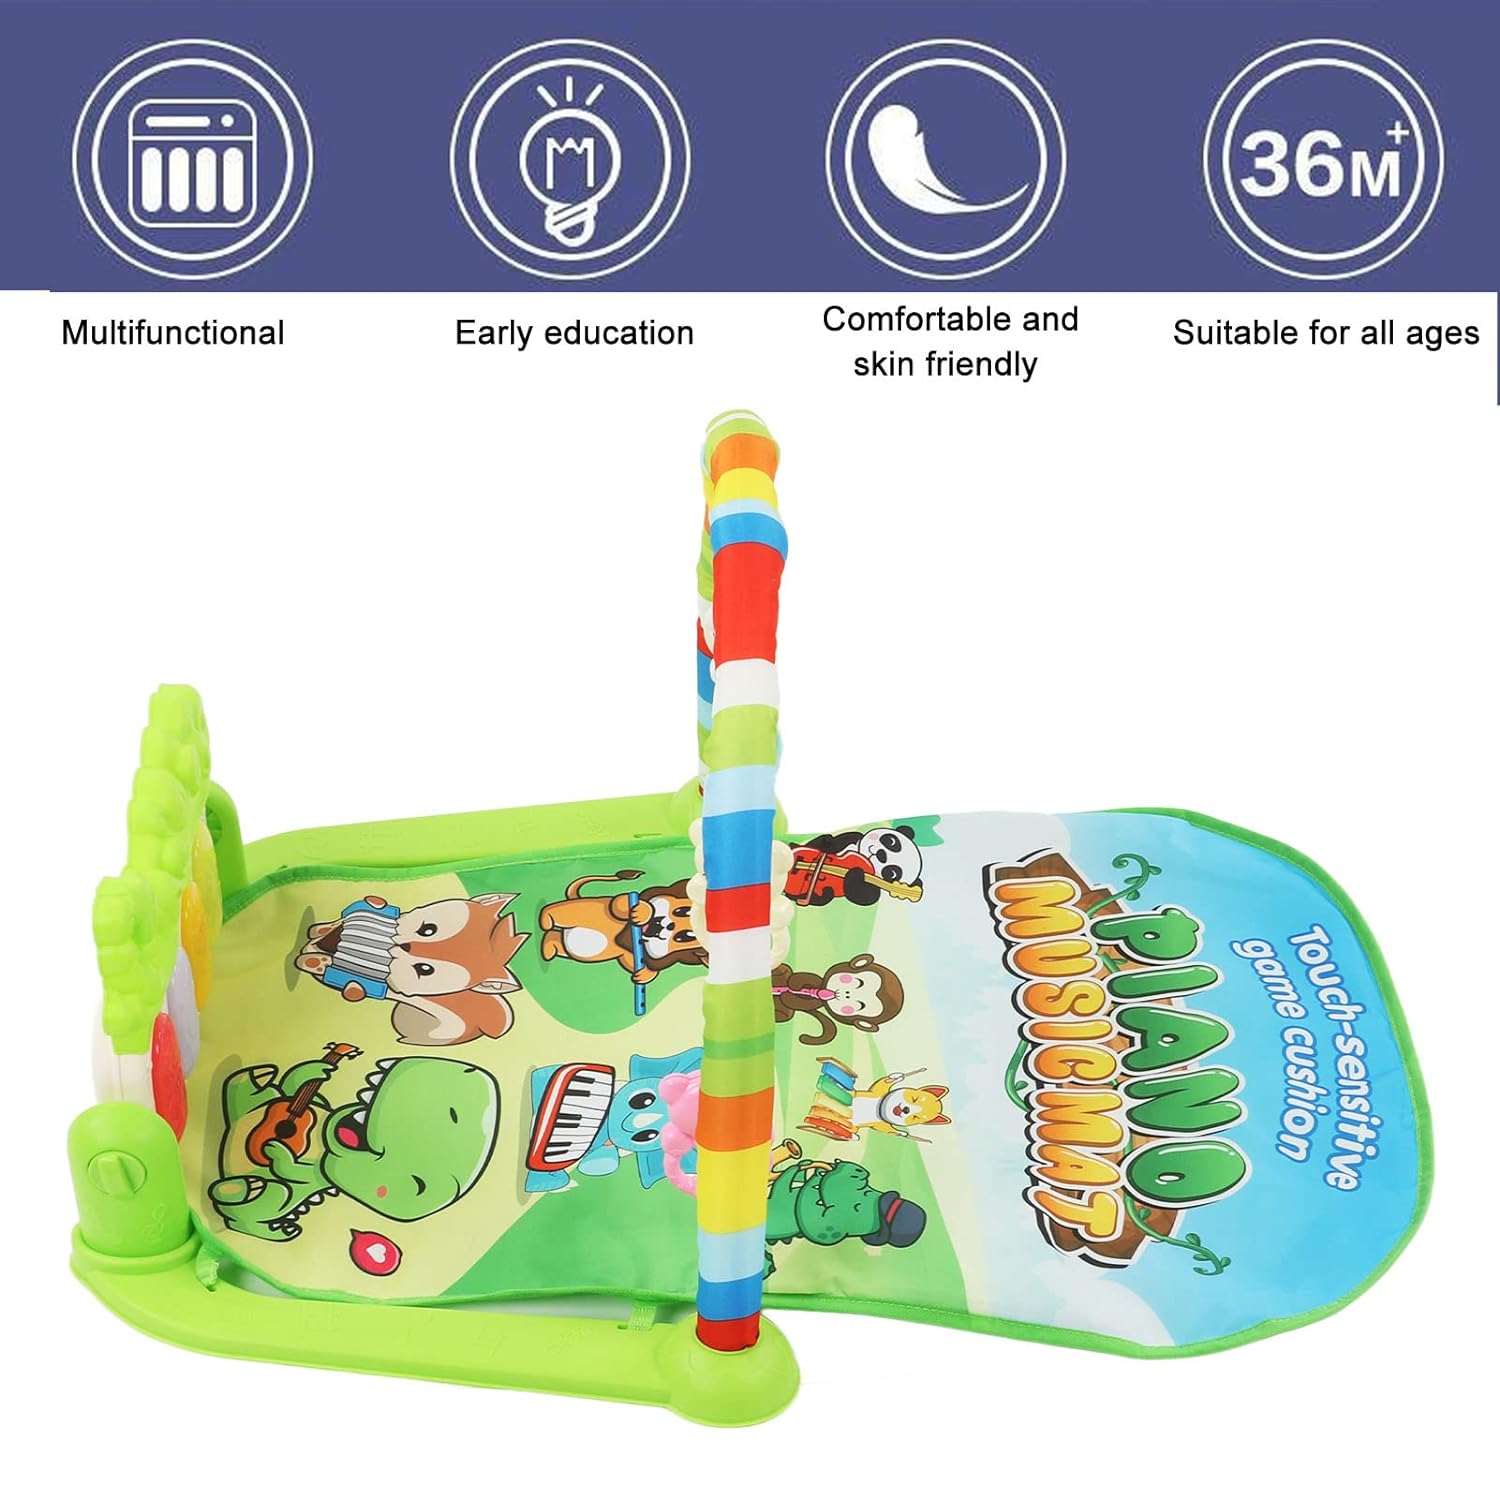 36M+
Multifunctional
Early education
Comfortable and
skin friendly
Suitable for all ages
PIANO
MUSICMAT
Touch-sensitive
game cushion